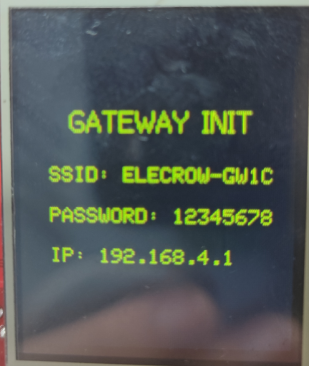 GATEWAY INIT
SSID: ELECROW-GW1C
PASSWORD: 12345678
IP: 192.168.4.1